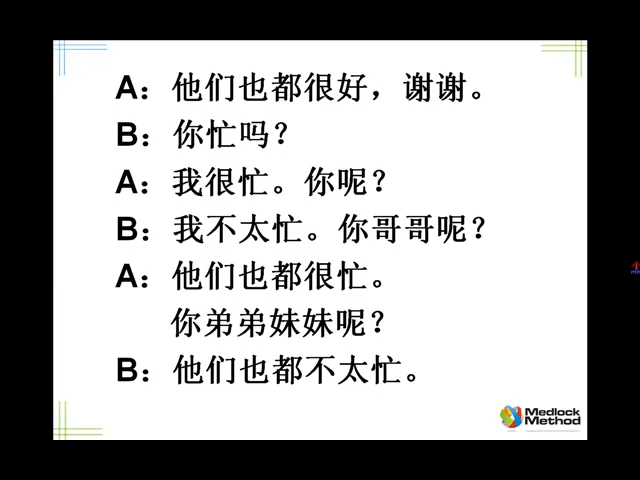 A：他们也都很好，谢谢。
B：你忙吗？
A：我很忙。你呢？
B：我不太忙。你哥哥呢？
A：他们也都很忙。
你弟弟妹妹呢？
B：他们也都不太忙。
Medlock
Method